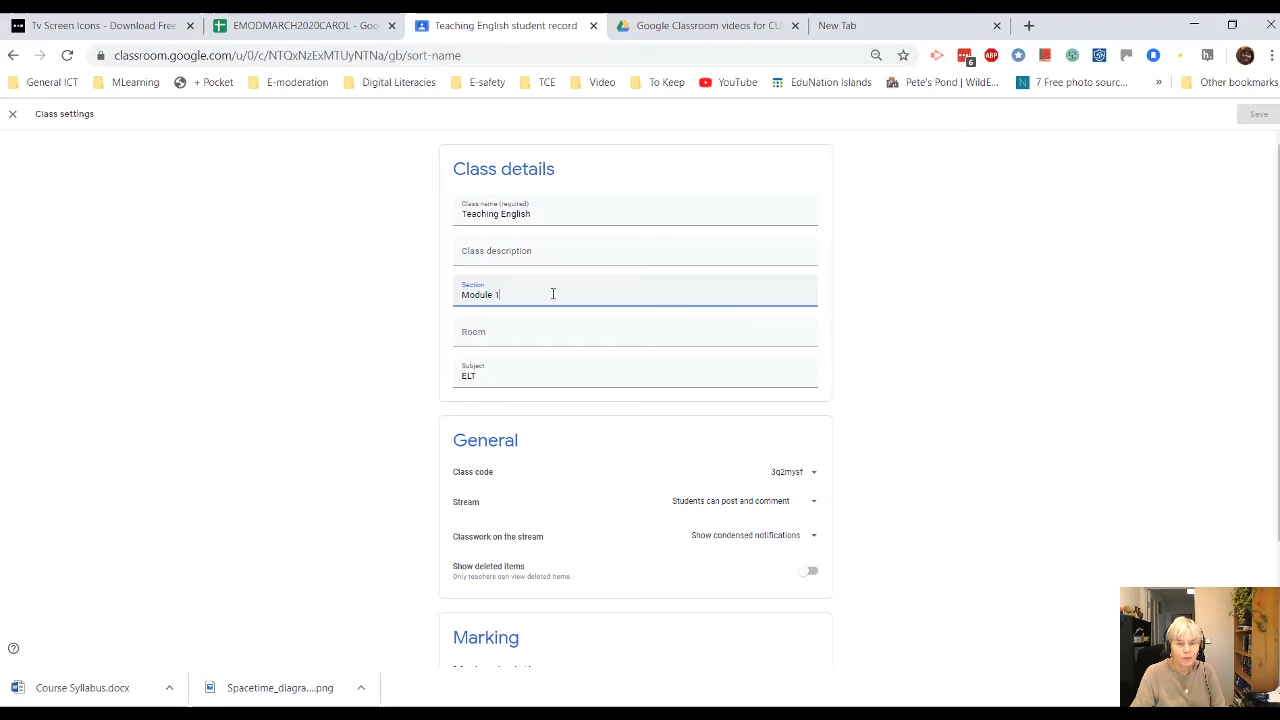 Tv Screen Icons - Download Free
EMODMARCH2020CAROL - Goo
Teaching English student record
Google Classroom videos for CU
New Tab
classroom.google.com/u/0/c/NTQxNzExMTUyNTNa/gb/sort-name
6
ABP
General ICT
MLearning
+ Pocket
E-moderation
Digital Literacies
E-safety
TCE
Video
To Keep
YouTube
EduNation Islands
Pete's Pond / WildE...
7 Free photo sourc...
»
Other bookmarks
Class settings
Save
Class details
Class name (required)
Teaching English
Class description
Section
Module 1
Room
Subject
ELT
General
Class code
3q2mysf
Stream
Students can post and comment
Classwork on the stream
Show condensed notifications
Show deleted items
Only teachers can view deleted items.
Marking
Course Syllabus.docx
Spacetime_diagra....png